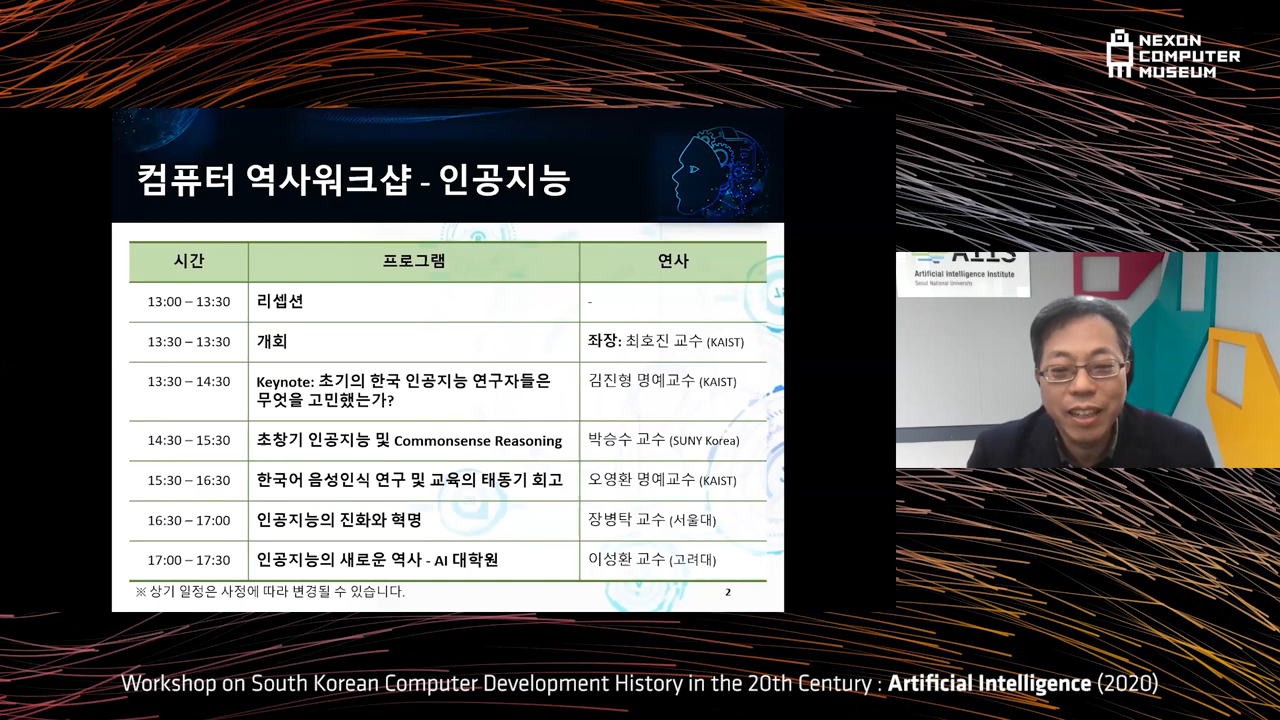 NEXON
COMPUTER
MUSEUM
컴퓨터 역사워크샵 - 인공지능
시간 프로그램 연사
13:00 – 13:30 리셉션 -
13:30 – 13:30 개회 좌장: 최호진 교수 (KAIST)
13:30 – 14:30 Keynote: 초기의 한국 인공지능 연구자들은 김진형 명예교수 (KAIST)
무엇을 고민했는가?
14:30 – 15:30 초창기 인공지능 및 Commonsense Reasoning 박승수 교수 (SUNY Korea)
15:30 – 16:30 한국어 음성인식 연구 및 교육의 태동기 회고 오영환 명예교수 (KAIST)
16:30 – 17:00 인공지능의 진화와 혁명 장병탁 교수 (서울대)
17:00 – 17:30 인공지능의 새로운 역사 - AI 대학원 이성환 교수 (고려대)
※ 상기 일정은 사정에 따라 변경될 수 있습니다. 2
AIIS
Artificial Intelligence Institute
Seoul National University
Workshop on South Korean Computer Development History in the 20th Century : Artificial Intelligence (2020)